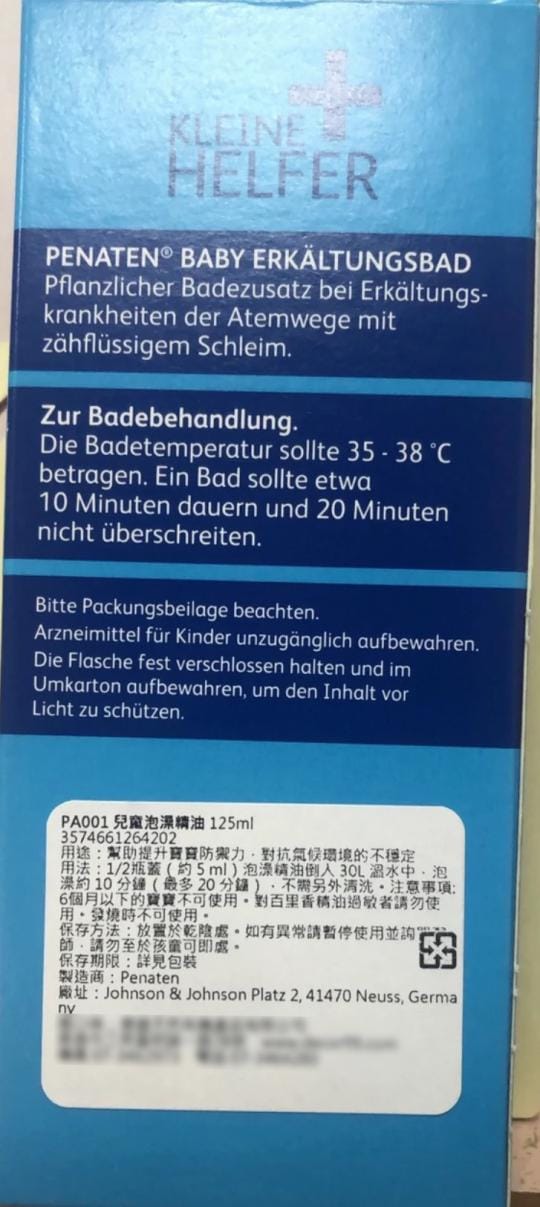 KLEINE
HELFER
PENATEN® BABY ERKÄLTUNGSBAD
Pflanzlicher Badezusatz bei Erkältungs-
krankheiten der Atemwege mit
zähflüssigem Schleim.
Zur Badebehandlung.
Die Badetemperatur sollte 35 - 38 °C
betragen. Ein Bad sollte etwa
10 Minuten dauern und 20 Minuten
nicht überschreiten.
Bitte Packungsbeilage beachten.
Arzneimittel für Kinder unzugänglich aufbewahren.
Die Flasche fest verschlossen halten und im
Umkarton aufbewahren, um den Inhalt vor
Licht zu schützen.
PA001 兒寵泡澡精油 125ml
3574661264202
用途：幫助提升寶寶防禦力，對抗氣候環境的不穩定
用法：1/2瓶蓋（約 5 ml）泡澡精油倒入 30L 溫水中，泡
澡約 10 分鐘（最多 20 分鐘），不需另外清洗。注意事項:
6個月以下的寶寶不可使用。對百里香精油過敏者請勿使
用。發燒時不可使用。
保存方法：放置於乾陰處。如有異常請暫停使用並詢
師，請勿至於孩童可即處。
保存期限：詳見包裝
製造商：Penaten
廠址：Johnson & Johnson Platz 2, 41470 Neuss, Germa
ny